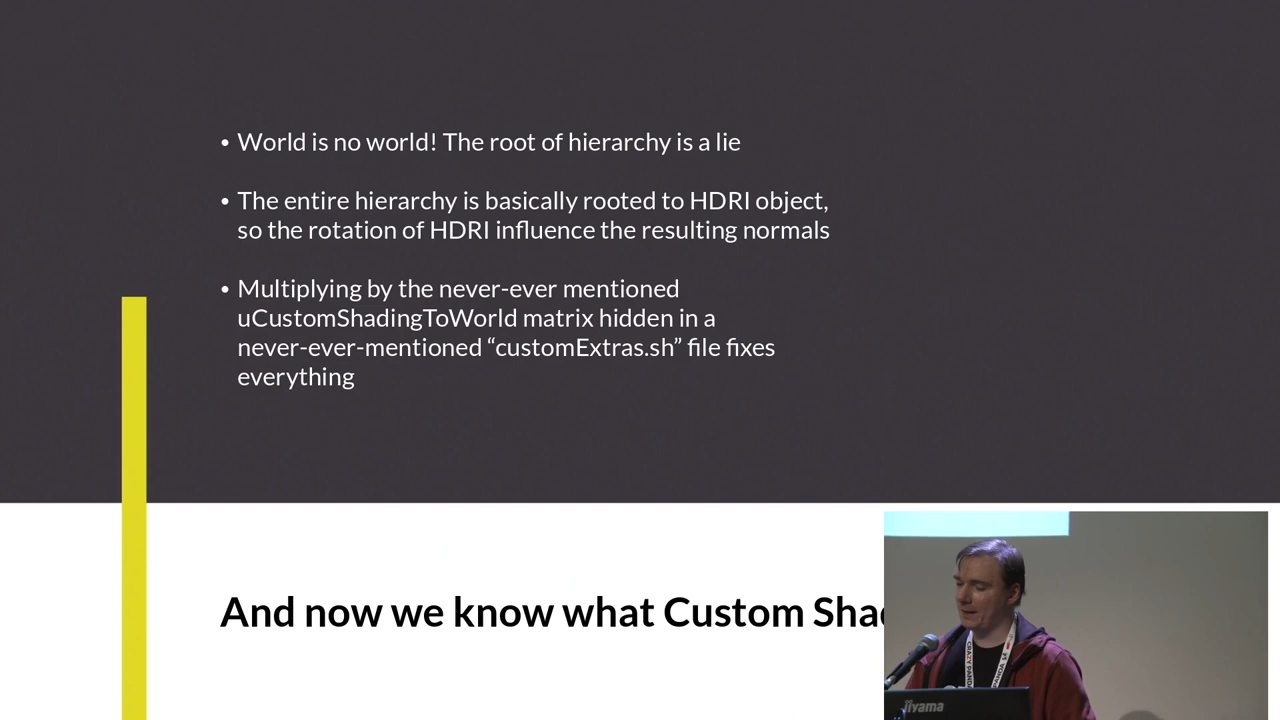 • World is no world! The root of hierarchy is a lie
• The entire hierarchy is basically rooted to HDRI object,
so the rotation of HDRI influence the resulting normals
• Multiplying by the never-ever mentioned
uCustomShadingToWorld matrix hidden in a
never-ever-mentioned “customExtras.sh” file fixes
everything
And now we know what Custom
CRAZY PANDA
iiyama